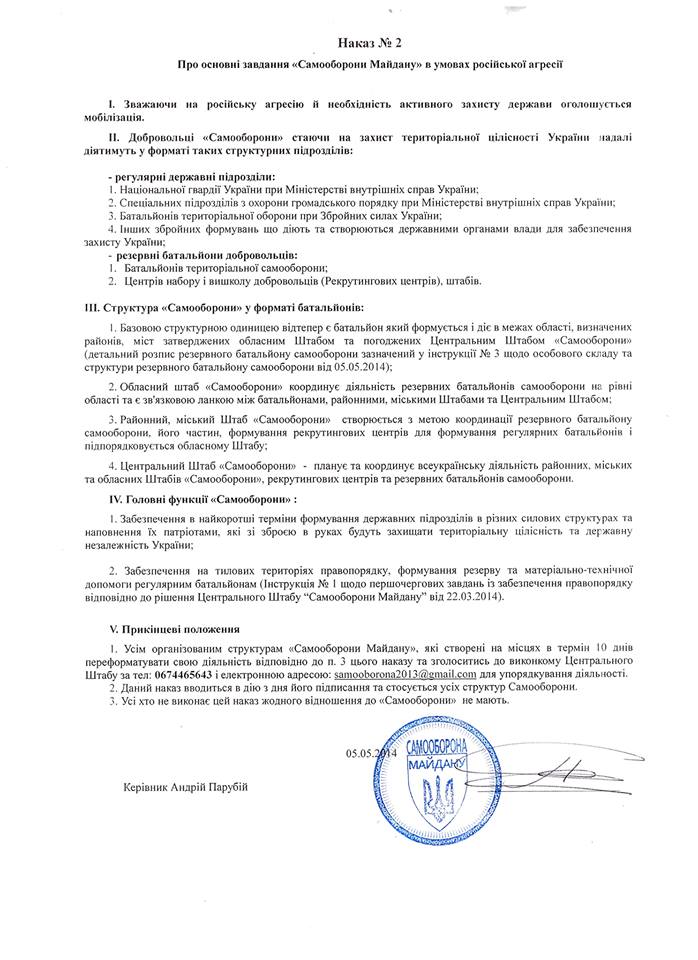 Наказ № 2
Про основні завдання «Самооборони Майдану» в умовах російської агресії
І. Зважаючи на російську агресію й необхідність активного захисту держави оголошується
мобілізація.
ІІ. Добровольці «Самооборони» стаючи на захист територіальної цілісності України надалі
діятимуть у форматі таких структурних підрозділів:
- регулярні державні підрозділи:
1. Національної гвардії України при Міністерстві внутрішніх справ України;
2. Спеціальних підрозділів з охорони громадського порядку при Міністерстві внутрішніх справ України;
3. Батальйонів територіальної оборони при Збройних силах України;
4. Інших збройних формувань що діють та створюються державними органами влади для забезпечення
захисту України;
- резервні батальйони добровольців:
1. Батальйонів територіальної самооборони;
2. Центрів набору і вишколу добровольців (Рекрутингових центрів), штабів.
ІІІ. Структура «Самооборони» у форматі батальйонів:
1. Базовою структурною одиницею відтепер є батальйон який формується і діє в межах області, визначених
районів, міст затверджених обласним Штабом та погоджених Центральним Штабом «Самооборони»
(детальний розпис резервного батальйону самооборони зазначений у інструкції № 3 щодо особового складу та
структури резервного батальйону самооборони від 05.05.2014);
2. Обласний штаб «Самооборони» координує діяльність резервних батальйонів самооборони на рівні
області та є зв'язковою ланкою між батальйонами, районними, міськими Штабами та Центральним Штабом;
3. Районний, міський Штаб «Самооборони» створюється з метою координації резервного батальйону
самооборони, його частин, формування рекрутингових центрів для формування регулярних батальйонів і
підпорядковується обласному Штабу;
4. Центральний Штаб «Самооборони» - планує та координує всеукраїнську діяльність районних, міських
та обласних Штабів «Самооборони», рекрутингових центрів та резервних батальйонів самооборони.
IV. Головні функції «Самооборони» :
1. Забезпечення в найкоротші терміни формування державних підрозділів в різних силових структурах та
наповнення їх патріотами, які зі зброєю в руках будуть захищати територіальну цілісність та державну
незалежність України;
2. Забезпечення на тилових територіях правопорядку, формування резерву та матеріально-технічної
допомоги регулярним батальйонам (Інструкція № 1 щодо першочергових завдань із забезпечення правопорядку
відповідно до рішення Центрального Штабу “Самооборони Майдану” від 22.03.2014).
V. Прикінцеві положення
1. Усім організованим структурам «Самооборони Майдану», які створені на місцях в термін 10 днів
переформатувати свою діяльність відповідно до п. 3 цього наказу та зголоситись до виконкому Центрального
Штабу за тел: 0674465643 і електронною адресою: samooborona2013@gmail.com для упорядкування діяльності.
2. Даний наказ вводиться в дію з дня його підписання та стосується усіх структур Самооборони.
3. Усі хто не виконає цей наказ жодного відношення до «Самооборони» не мають.
05.05.2014
САМООБОРОНА
МАЙДАНУ
Керівник Андрій Парубій